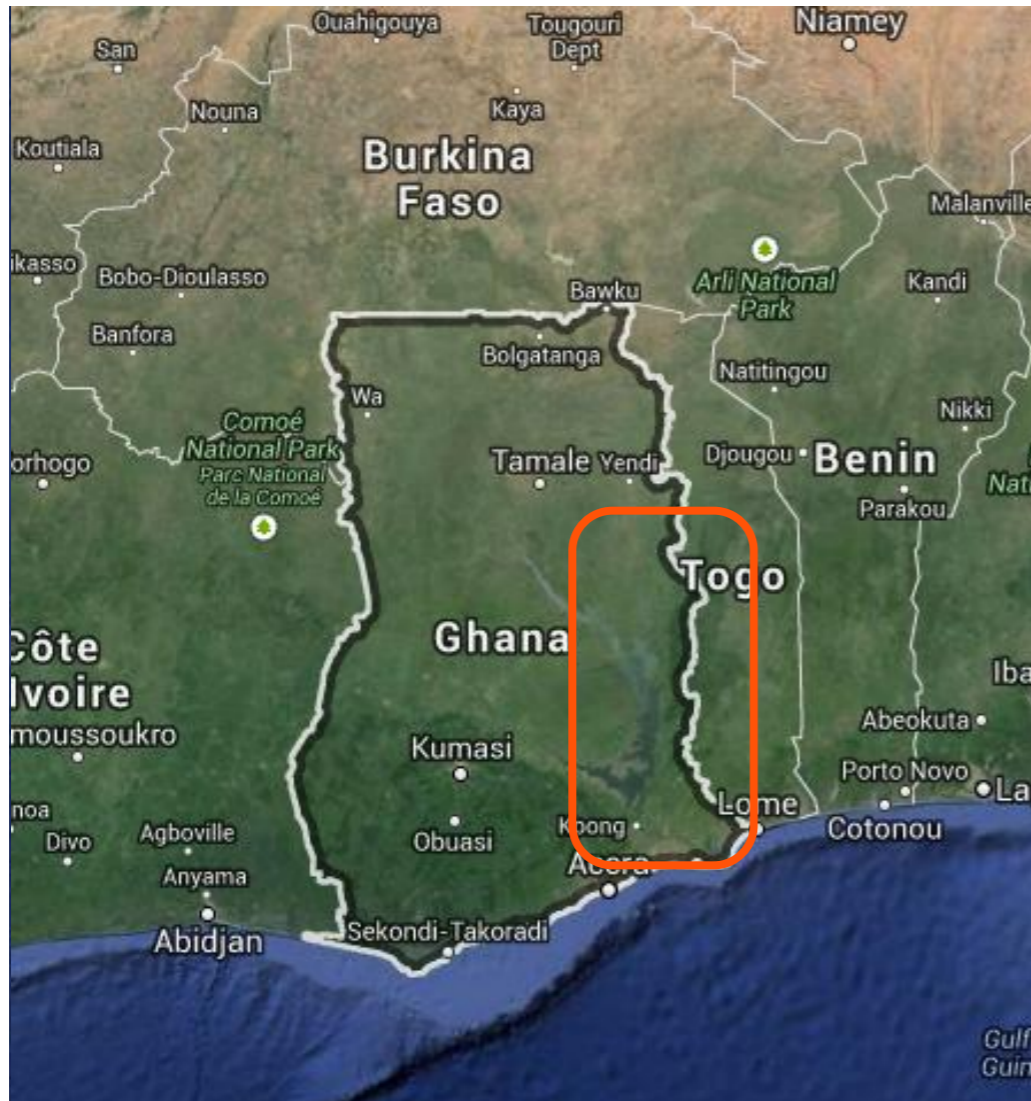 Ouahigouya
Tougouri
Dept
Niamey
San
Nouna
Kaya
Koutiala
Burkina
Faso
Malanville
ikasso
Bobo-Dioulasso
Arli National
Park
Kandi
Bawku
Banfora
Bolgatanga
Natitingou
Wa
Comoé
National Park
Parc National
de la Comoé
Nikki
orhogo
Tamale
Yendi
Djougou
Benin
Nati
Parakou
Togo
Ghana
Côte
Ivoire
Iba
moussoukro
Kumasi
Abeokuta
Porto Novo
La
noa
Divo
Agboville
Obuasi
Kpong
Lome
Cotonou
Anyama
Accra
Abidjan
Sekondi-Takoradi
Gulf
Guin